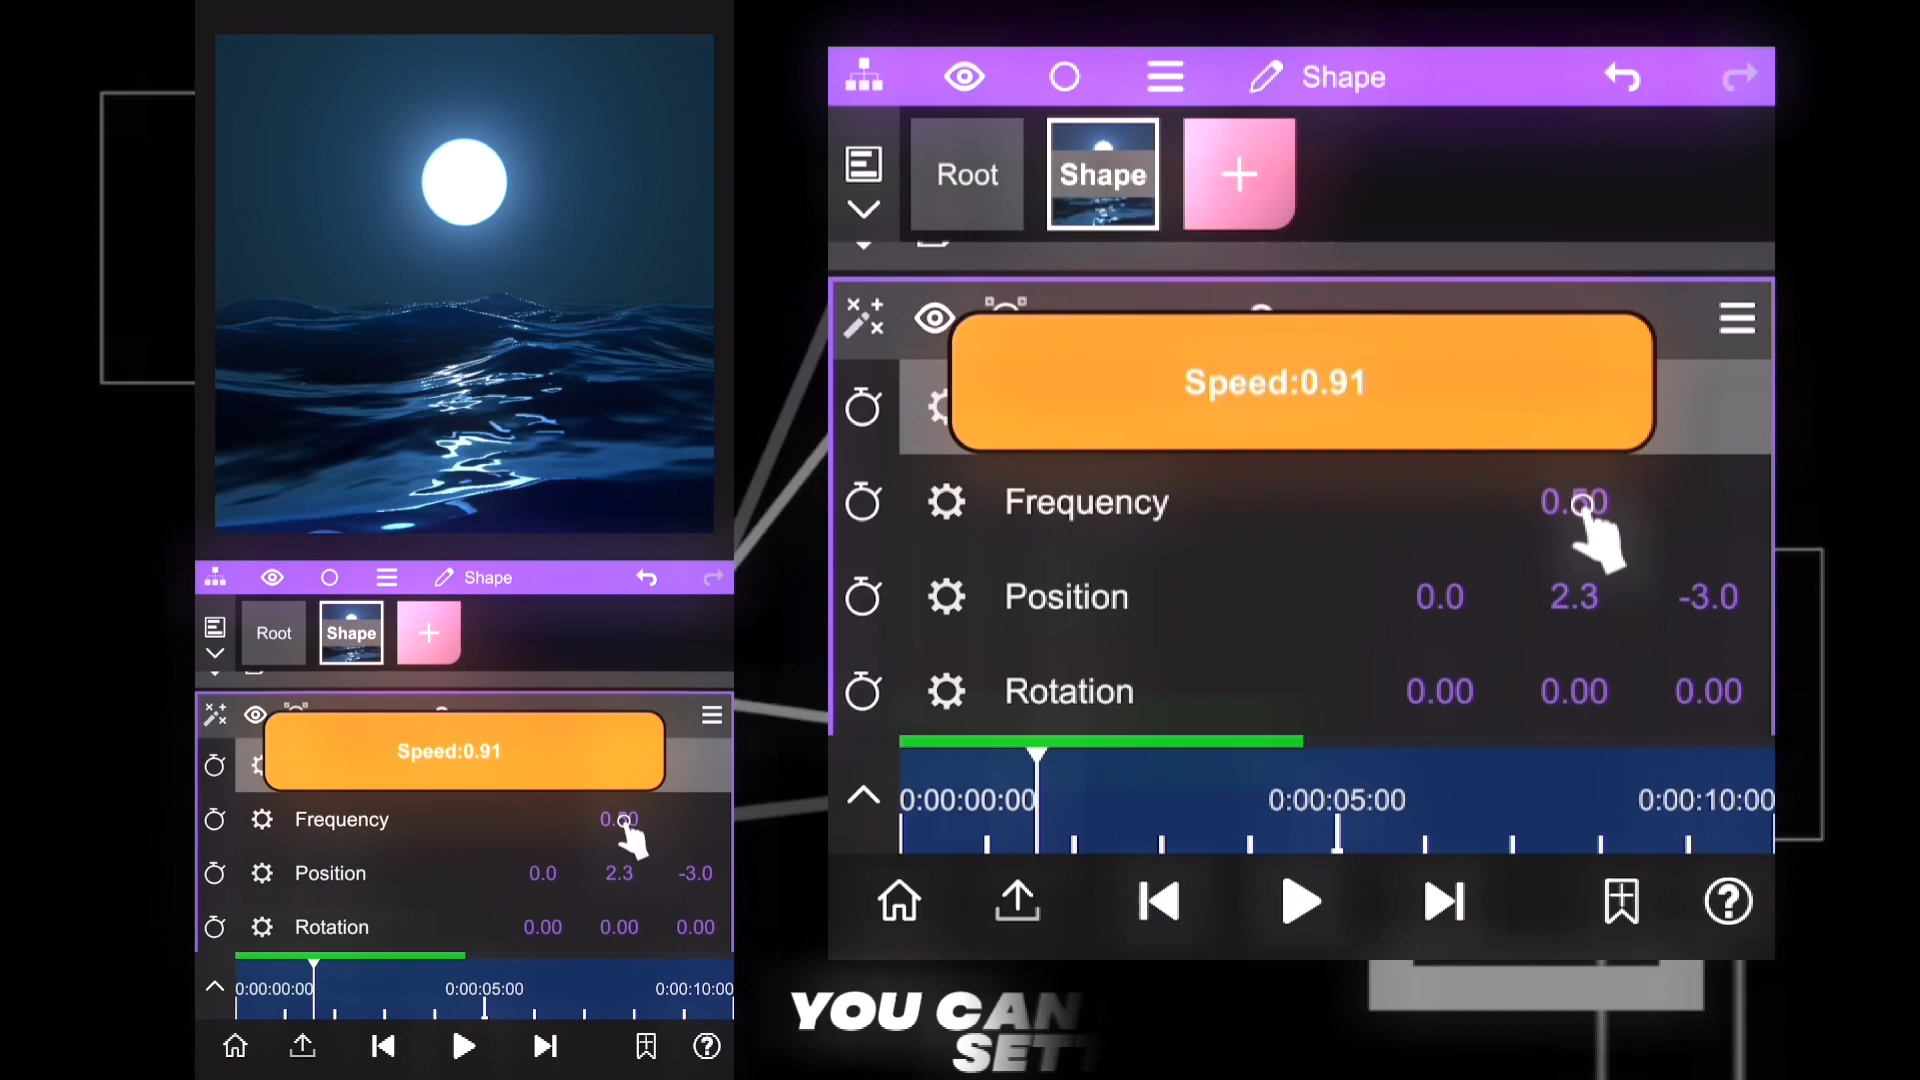 Shape
Root
Shape
Speed:0.91
Frequency
0.50
Position
0.0
2.3
-3.0
Rotation
0.00
0.00
0.00
0:00:00:00
0:00:05:00
0:00:10:00
Shape
Root
Shape
Speed:0.91
Frequency
Position
0.0
2.3
-3.0
Rotation
0.00
0.00
0.00
0:00:00:00
0:00:05:00
0:00:10:00
YOU CAN